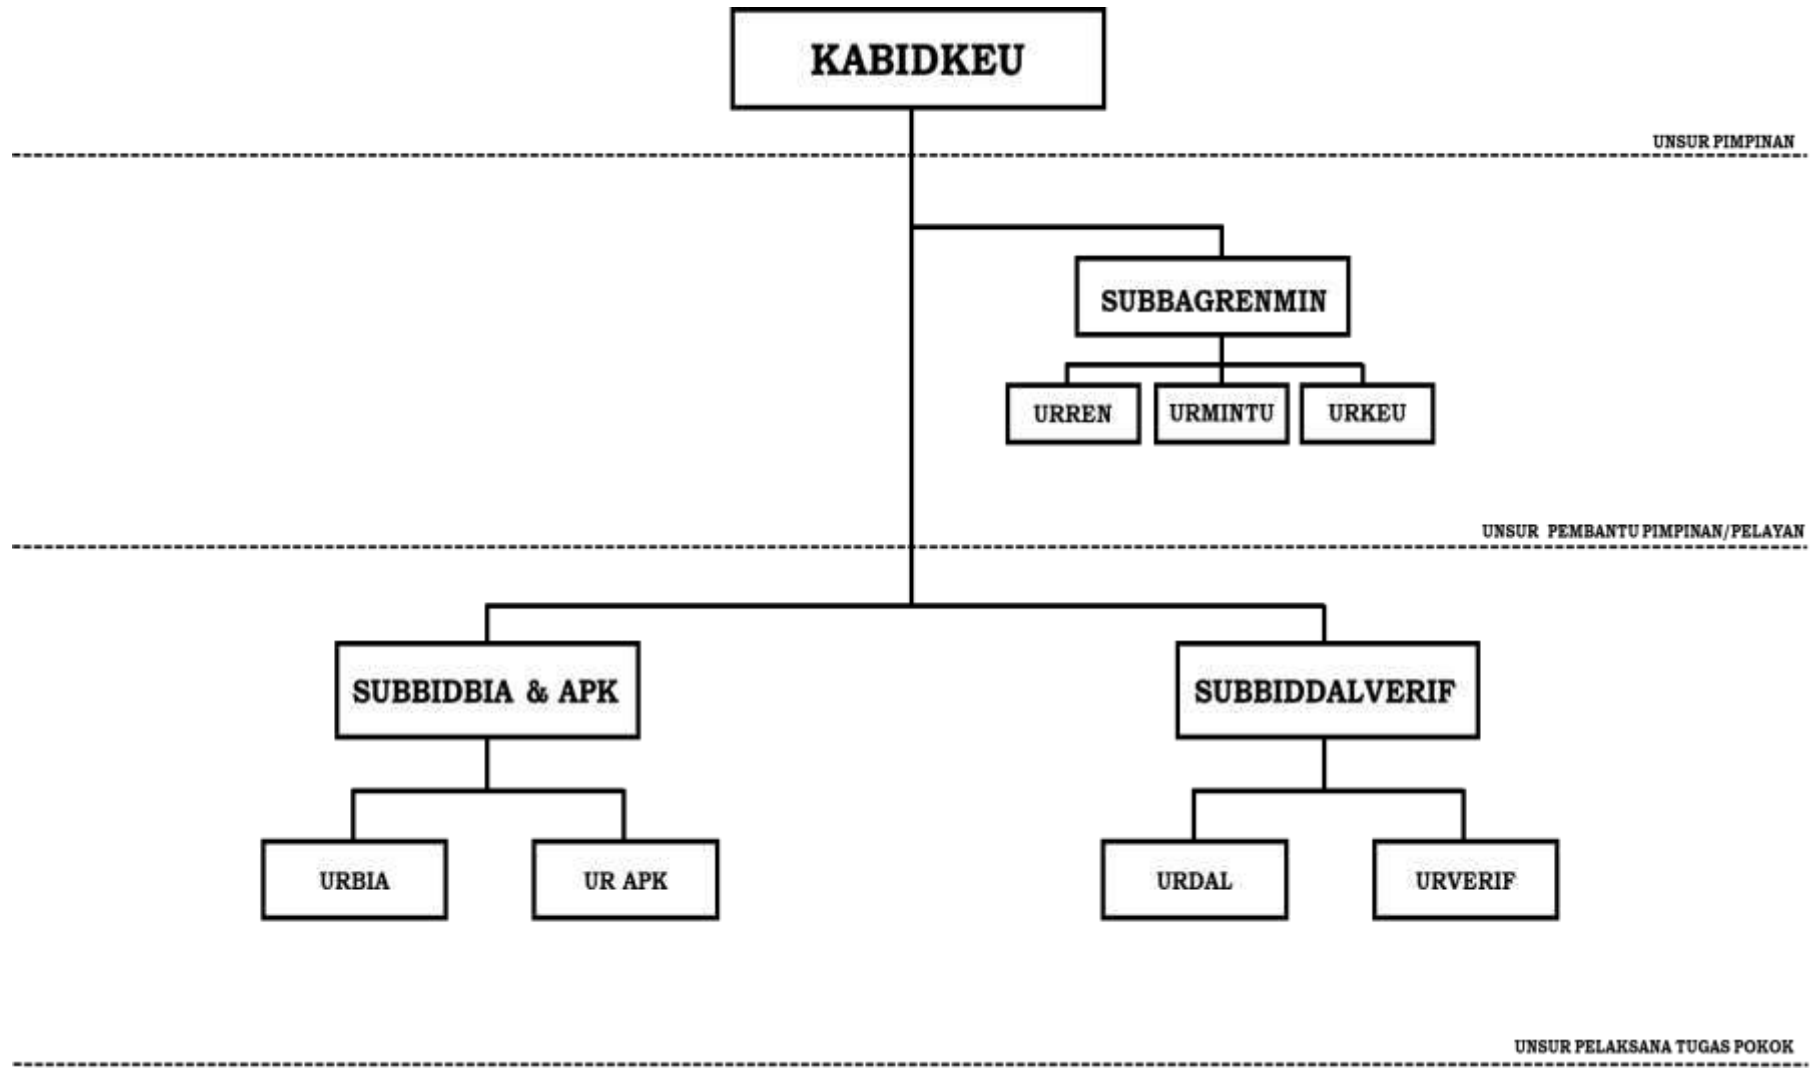 KABIDKEU
UNSUR PIMPINAN
SUBBAGRENMIN
URREN
URMINTU
URKEU
UNSUR PEMBANTU PIMPINAN/PELAYAN
SUBBIDBIA & APK
SUBBIDDALVERIF
URBIA
UR APK
URDAL
URVERIF
UNSUR PELAKSANA TUGAS POKOK